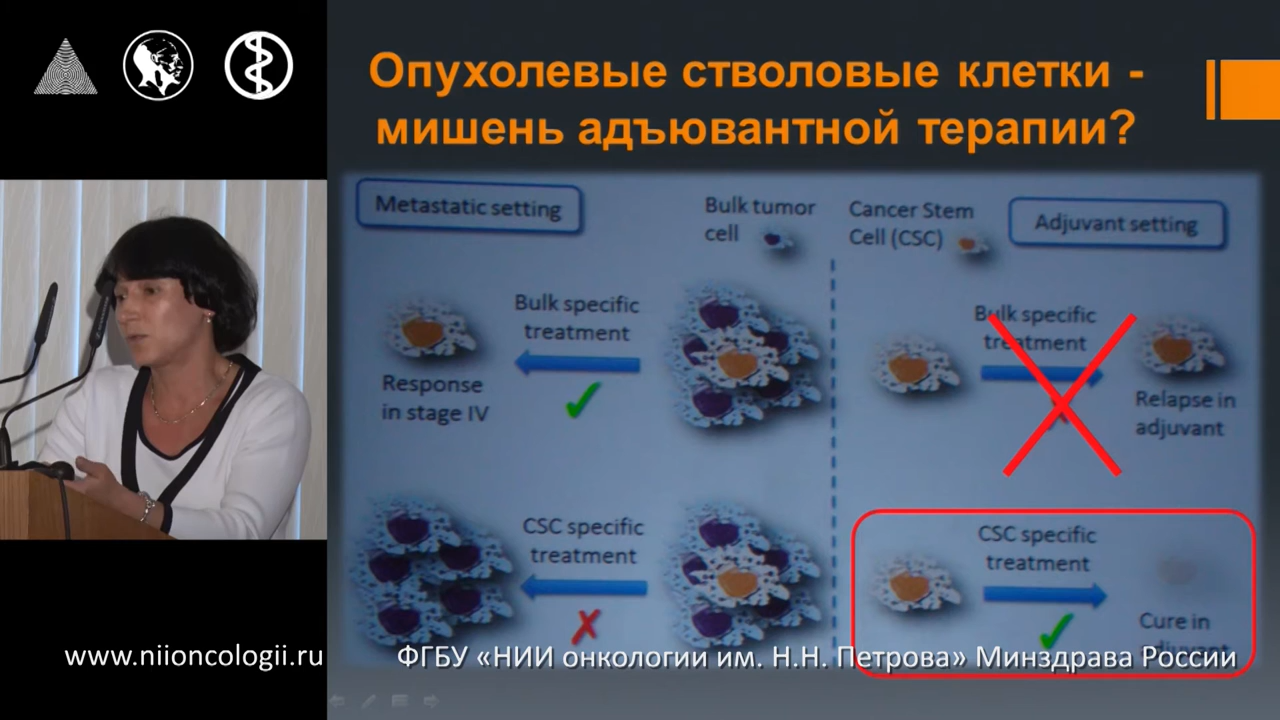 Опухолевые стволовые клетки -
мишень адъювантной терапии?
Metastatic setting
Bulk tumor
cell
Cancer Stem
Cell (CSC)
Adjuvant setting
Bulk specific
treatment
Response
in stage IV
Bulk specific
treatment
Relapse in
adjuvant
CSC specific
treatment
CSC specific
treatment
Cure in
adjuvant
www.niioncologii.ru
ФГБУ «НИИ онкологии им. Н.Н. Петрова» Минздрава России